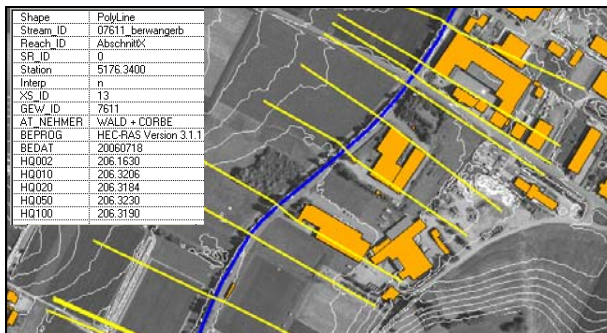 Shape PolyLine
Stream_ID 07611_berwangerb
Reach_ID AbschnittX
SR_ID 0
Station 5176.3400
Interp n
XS_ID 13
GEW_ID 7611
AT_NEHMER WALD + CORBE
BEPROG HEC-RAS Version 3.1.1
BEDAT 20060718
HQ002 206.1630
HQ010 206.3206
HQ020 206.3184
HQ050 206.3230
HQ100 206.3190